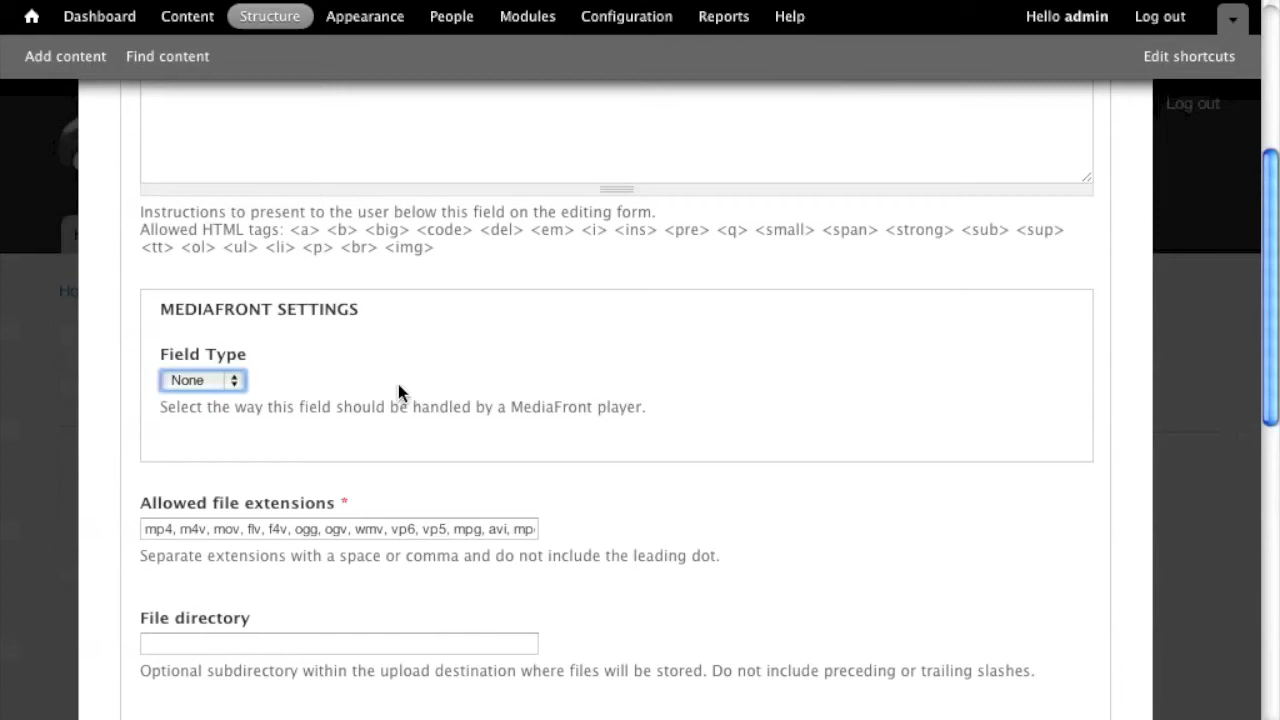 Dashboard Content Structure Appearance People Modules Configuration Reports Help Hello admin Log out
Add content Find content Edit shortcuts
Log out
Instructions to present to the user below this field on the editing form.
Allowed HTML tags: <a> <b> <big> <code> <del> <em> <i> <ins> <pre> <q> <small> <span> <strong> <sub> <sup>
<tt> <ol> <ul> <li> <p> <br> <img>
Ho
MEDIAFRONT SETTINGS
Field Type
None
Select the way this field should be handled by a MediaFront player.
Allowed file extensions *
mp4, m4v, mov, flv, f4v, ogg, ogv, wmv, vp6, vp5, mpg, avi, mp
Separate extensions with a space or comma and do not include the leading dot.
File directory
Optional subdirectory within the upload destination where files will be stored. Do not include preceding or trailing slashes.